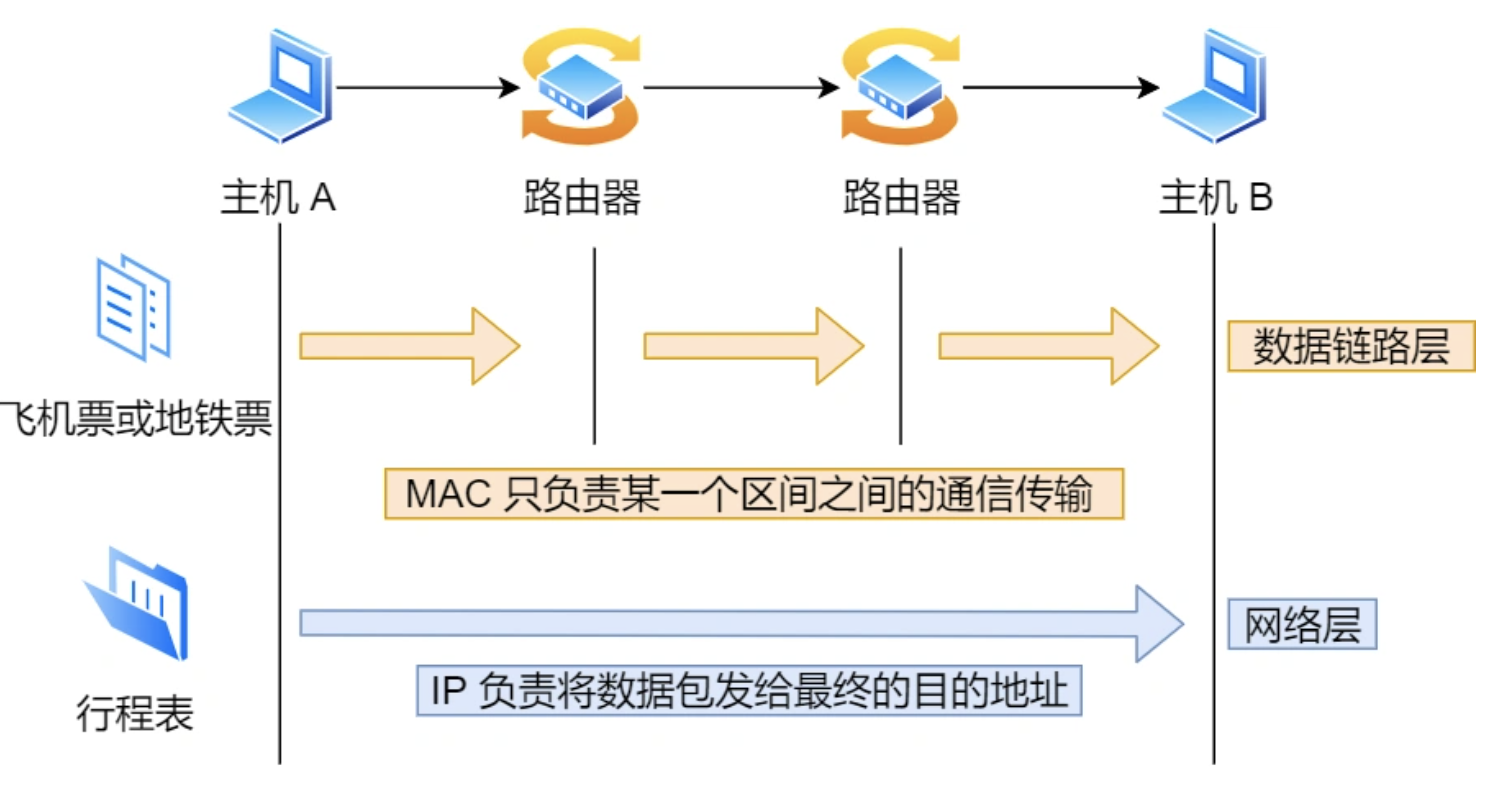 主机 A
路由器
路由器
主机 B
飞机票或地铁票
数据链路层
MAC 只负责某一个区间之间的通信传输
行程表
网络层
IP 负责将数据包发给最终的目的地址